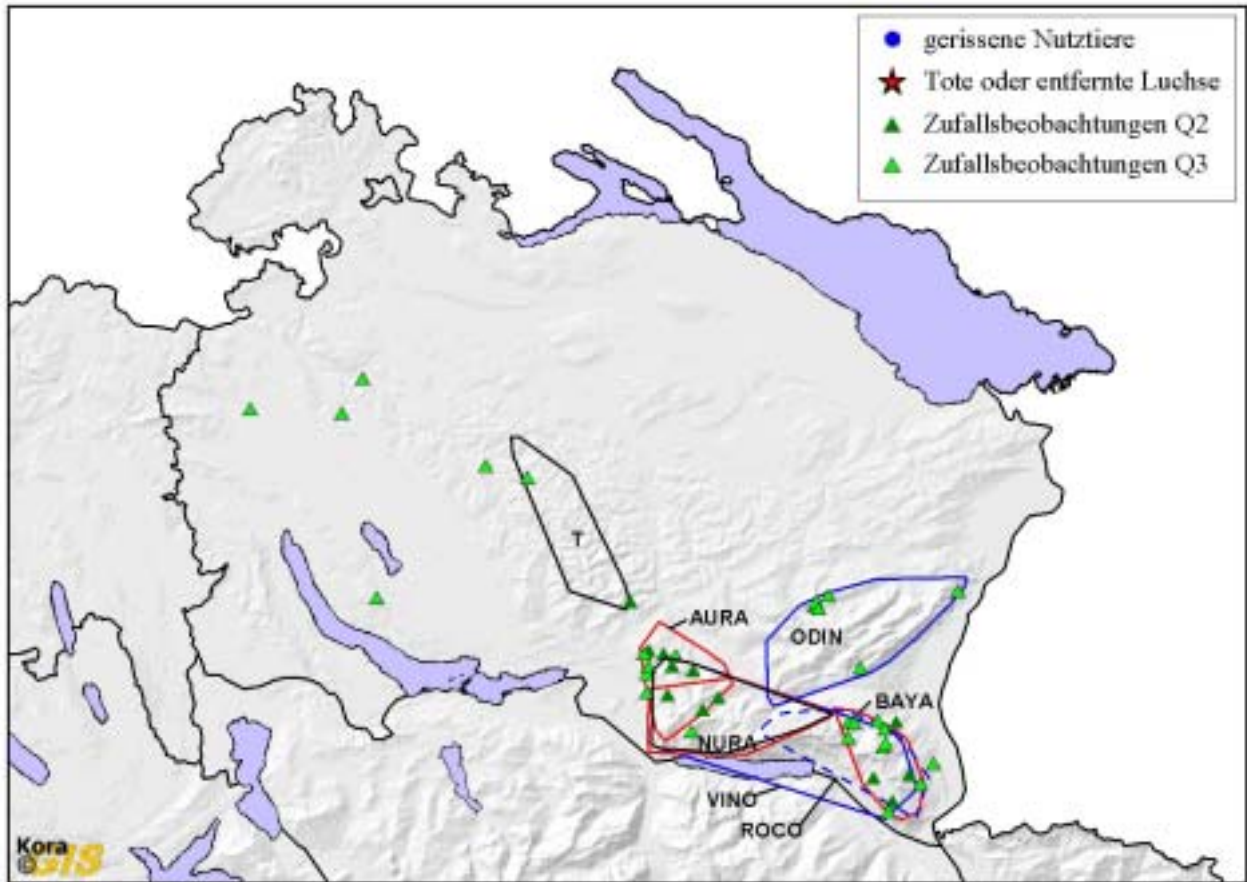 gerissene Nutztiere
Tote oder entfernte Luchse
Zufallsbeobachtungen Q2
Zufallsbeobachtungen Q3
T
AURA
ODIN
BAYA
NURA
VINO
ROCO
Kora
© GIS